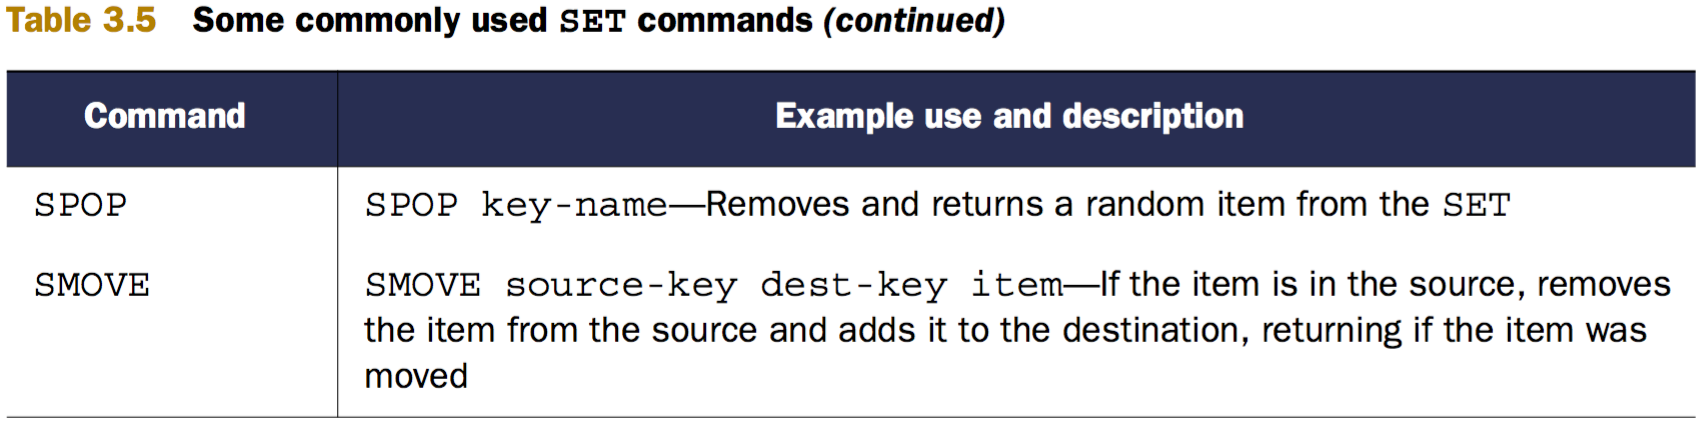 Table 3.5 Some commonly used SET commands (continued)
Command Example use and description
SPOP SPOP key-name—Removes and returns a random item from the SET
SMOVE SMOVE source-key dest-key item—If the item is in the source, removes
the item from the source and adds it to the destination, returning if the item was
moved